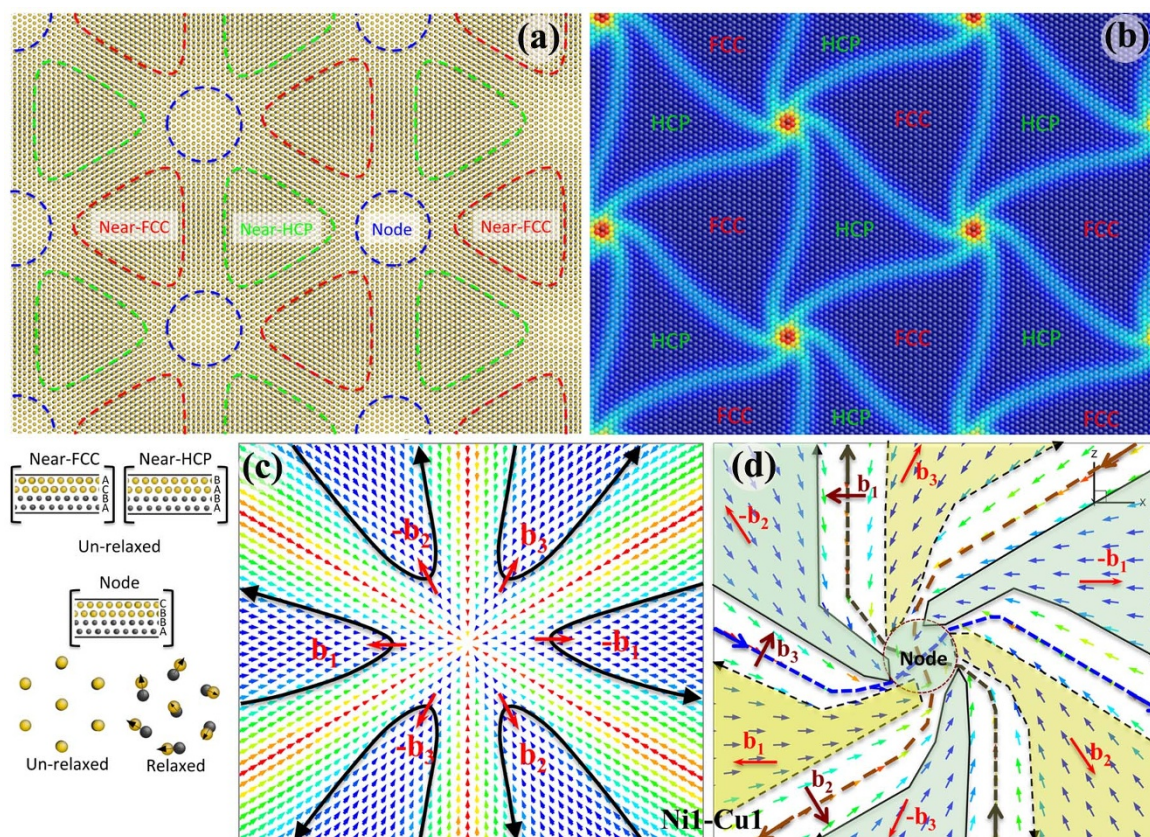 (a)
Near-FCC Near-HCP Node Near-FCC
(b)
FCC HCP
HCP FCC HCP
FCC HCP FCC
HCP FCC HCP
FCC HCP FCC
Near-FCC Near-HCP
A B
C A
B B
A A
Un-relaxed
Node
C
B
B
A
Un-relaxed Relaxed
(c)
-b₂ b₃
b₁ -b₁
-b₃ b₂
Ni1-Cu1
(d)
z
x
b₁ b₃
-b₂
-b₁
Node
b₃
b₁
b₂ b₂
-b₃